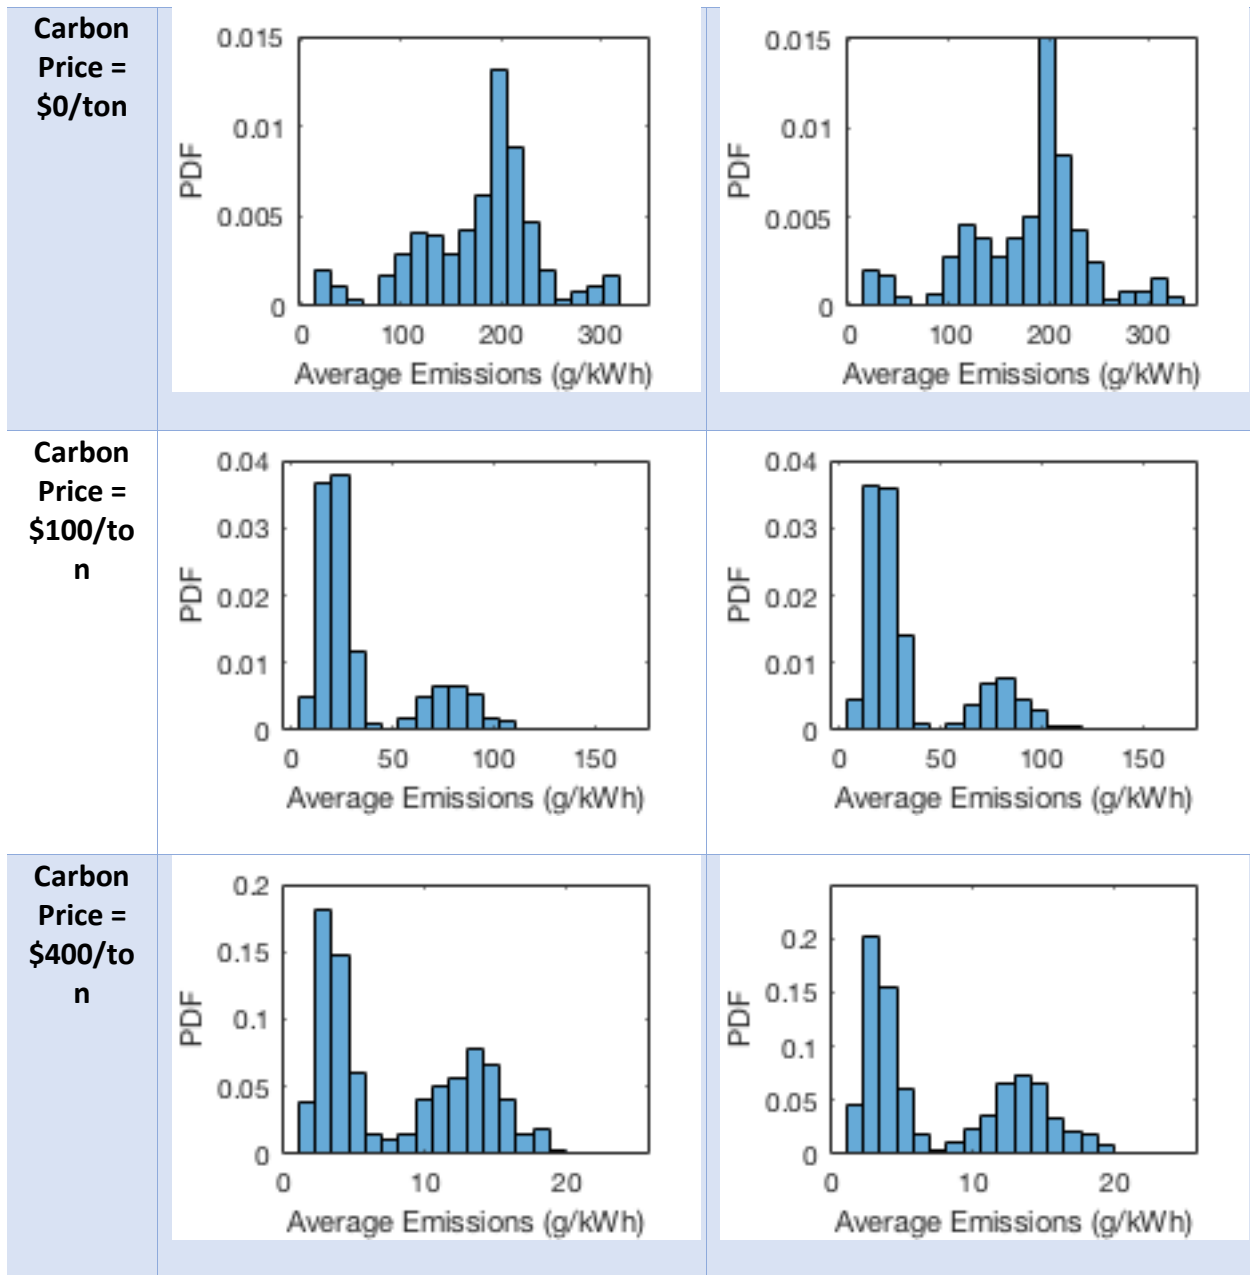 Carbon
Price =
$0/ton
0.015
0.01
0.005
0
PDF
0 100 200 300
Average Emissions (g/kWh)
0.015
0.01
0.005
0
PDF
0 100 200 300
Average Emissions (g/kWh)
Carbon
Price =
$100/to
n
0.04
0.03
0.02
0.01
0
PDF
0 50 100 150
Average Emissions (g/kWh)
0.04
0.03
0.02
0.01
0
PDF
0 50 100 150
Average Emissions (g/kWh)
Carbon
Price =
$400/to
n
0.2
0.15
0.1
0.05
0
PDF
0 10 20
Average Emissions (g/kWh)
0.2
0.15
0.1
0.05
0
PDF
0 10 20
Average Emissions (g/kWh)